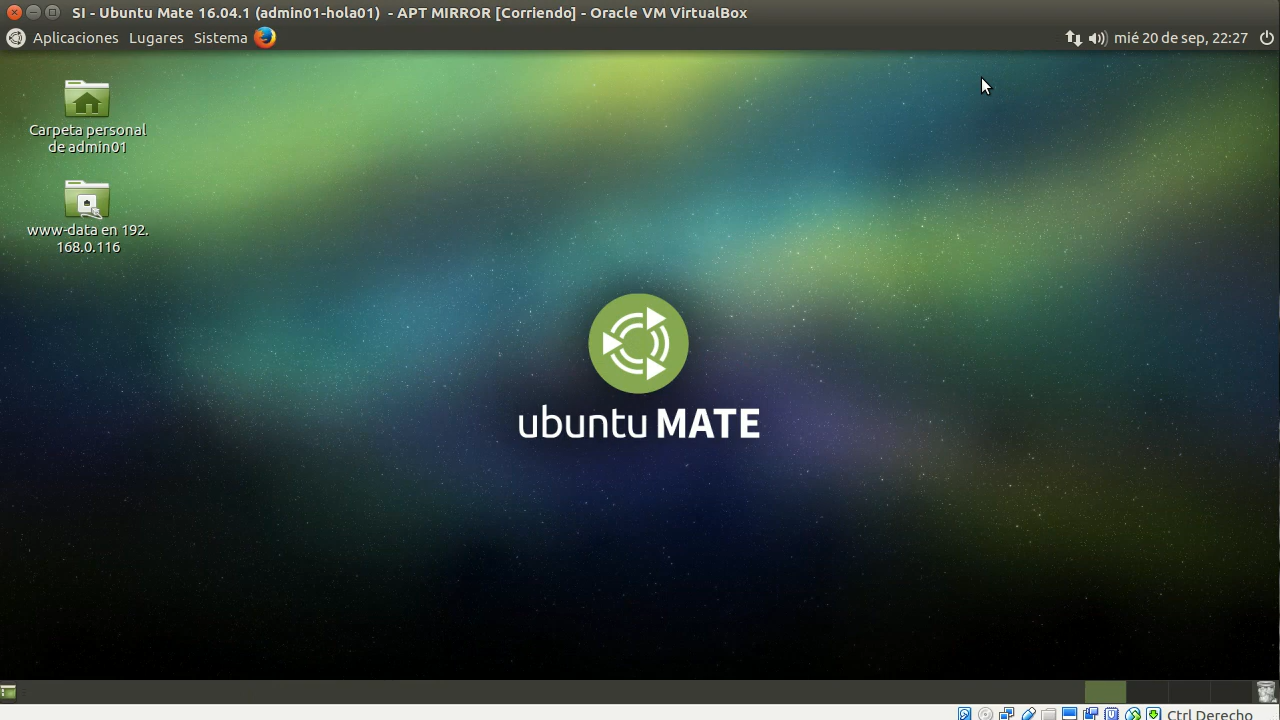 SI - Ubuntu Mate 16.04.1 (admin01-hola01)  - APT MIRROR [Corriendo] - Oracle VM VirtualBox
Aplicaciones Lugares Sistema mié 20 de sep, 22:27
Carpeta personal
de admin01
www-data en 192.
168.0.116
ubuntu MATE
Ctrl Derecho